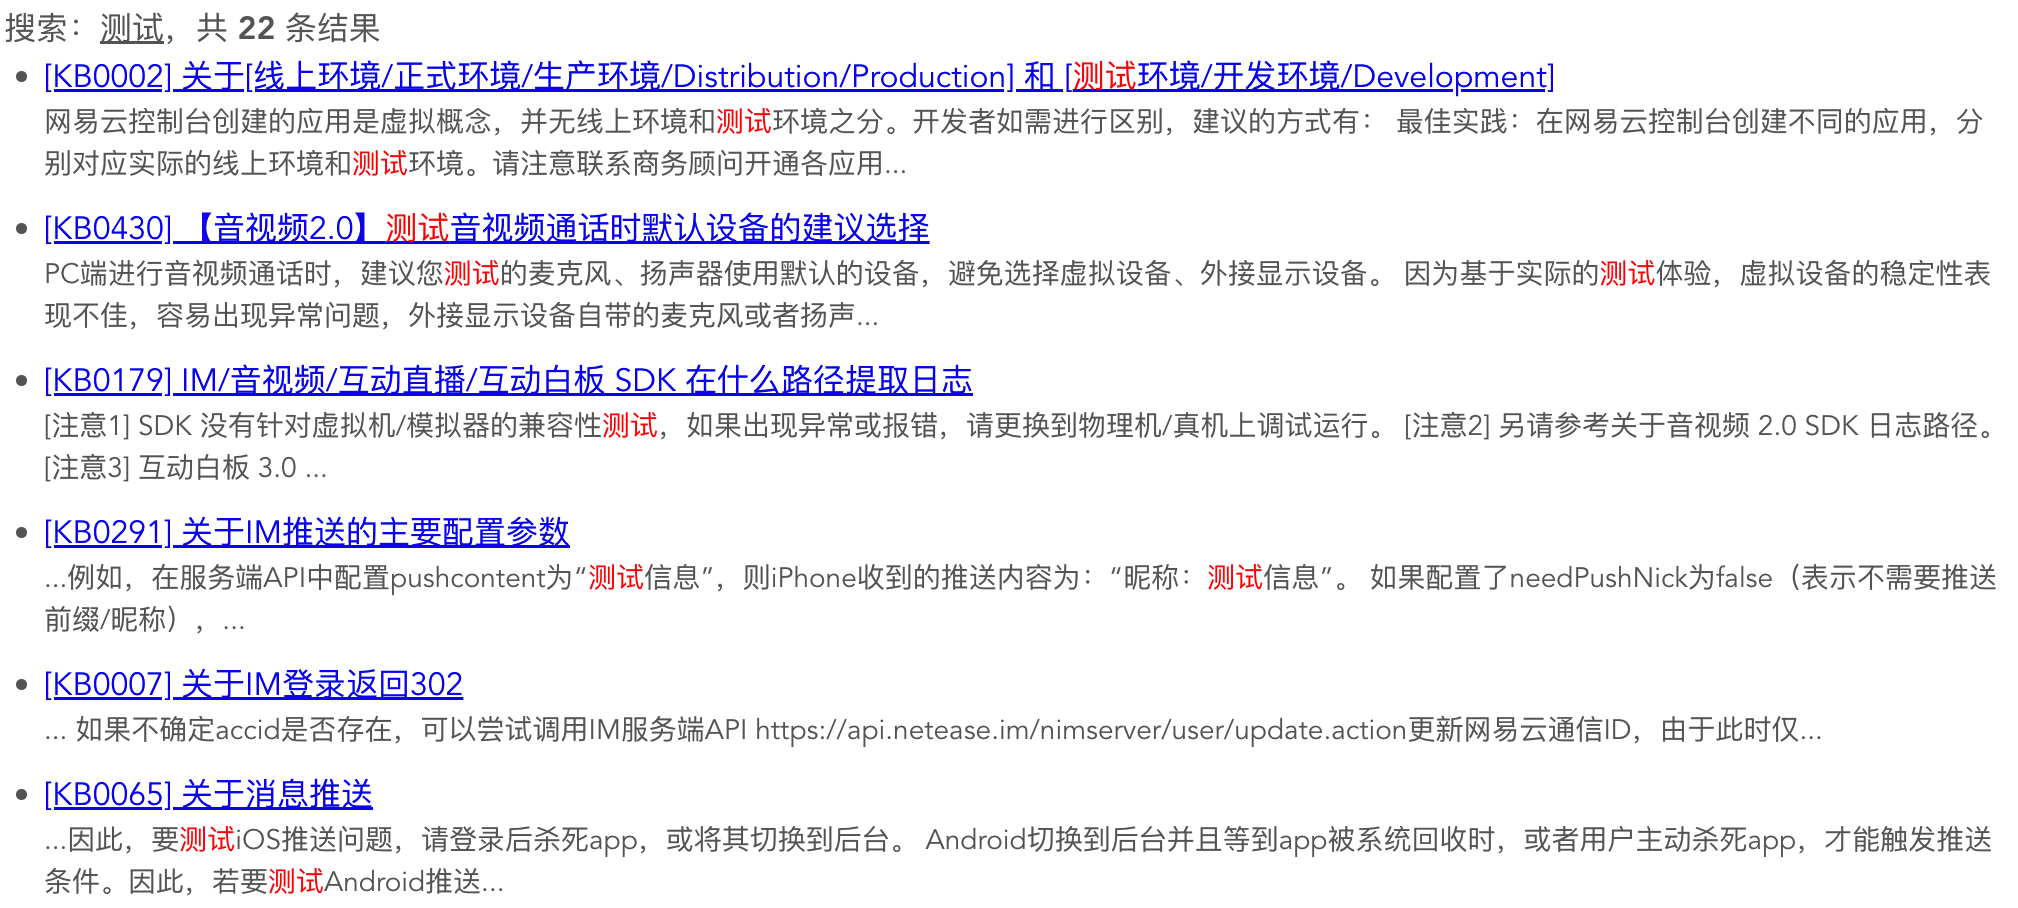 搜索：测试，共 22 条结果
[KB0002] 关于[线上环境/正式环境/生产环境/Distribution/Production] 和 [测试环境/开发环境/Development]
网易云控制台创建的应用是虚拟概念，并无线上环境和测试环境之分。开发者如需进行区别，建议的方式有： 最佳实践：在网易云控制台创建不同的应用，分
别对应实际的线上环境和测试环境。请注意联系商务顾问开通各应用...
[KB0430] 【音视频2.0】测试音视频通话时默认设备的建议选择
PC端进行音视频通话时，建议您测试的麦克风、扬声器使用默认的设备，避免选择虚拟设备、外接显示设备。 因为基于实际的测试体验，虚拟设备的稳定性表
现不佳，容易出现异常问题，外接显示设备自带的麦克风或者扬声...
[KB0179] IM/音视频/互动直播/互动白板 SDK 在什么路径提取日志
[注意1] SDK 没有针对虚拟机/模拟器的兼容性测试，如果出现异常或报错，请更换到物理机/真机上调试运行。 [注意2] 另请参考关于音视频 2.0 SDK 日志路径。
[注意3] 互动白板 3.0 ...
[KB0291] 关于IM推送的主要配置参数
...例如，在服务端API中配置pushcontent为“测试信息”，则iPhone收到的推送内容为：“昵称：测试信息”。 如果配置了needPushNick为false（表示不需要推送
前缀/昵称），...
[KB0007] 关于IM登录返回302
... 如果不确定accid是否存在，可以尝试调用IM服务端API https://api.netease.im/nimserver/user/update.action更新网易云通信ID，由于此时仅...
[KB0065] 关于消息推送
...因此，要测试iOS推送问题，请登录后杀死app，或将其切换到后台。 Android切换到后台并且等到app被系统回收时，或者用户主动杀死app，才能触发推送
条件。因此，若要测试Android推送...